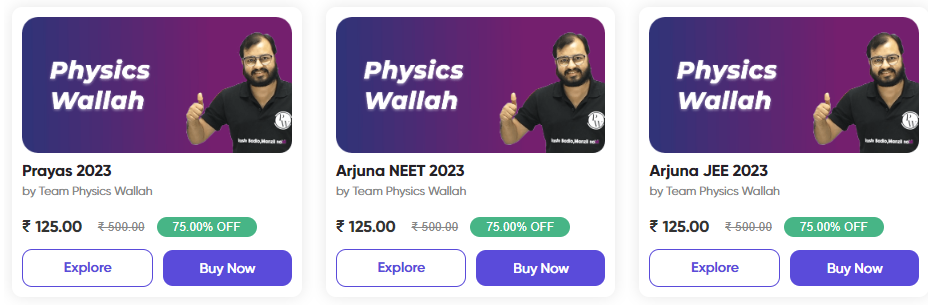 Physics
Wallah
Prayas 2023
by Team Physics Wallah
₹ 125.00 ₹ 500.00 75.00% OFF
Explore Buy Now
Physics
Wallah
Arjuna NEET 2023
by Team Physics Wallah
₹ 125.00 ₹ 500.00 75.00% OFF
Explore Buy Now
Physics
Wallah
Arjuna JEE 2023
by Team Physics Wallah
₹ 125.00 ₹ 500.00 75.00% OFF
Explore Buy Now